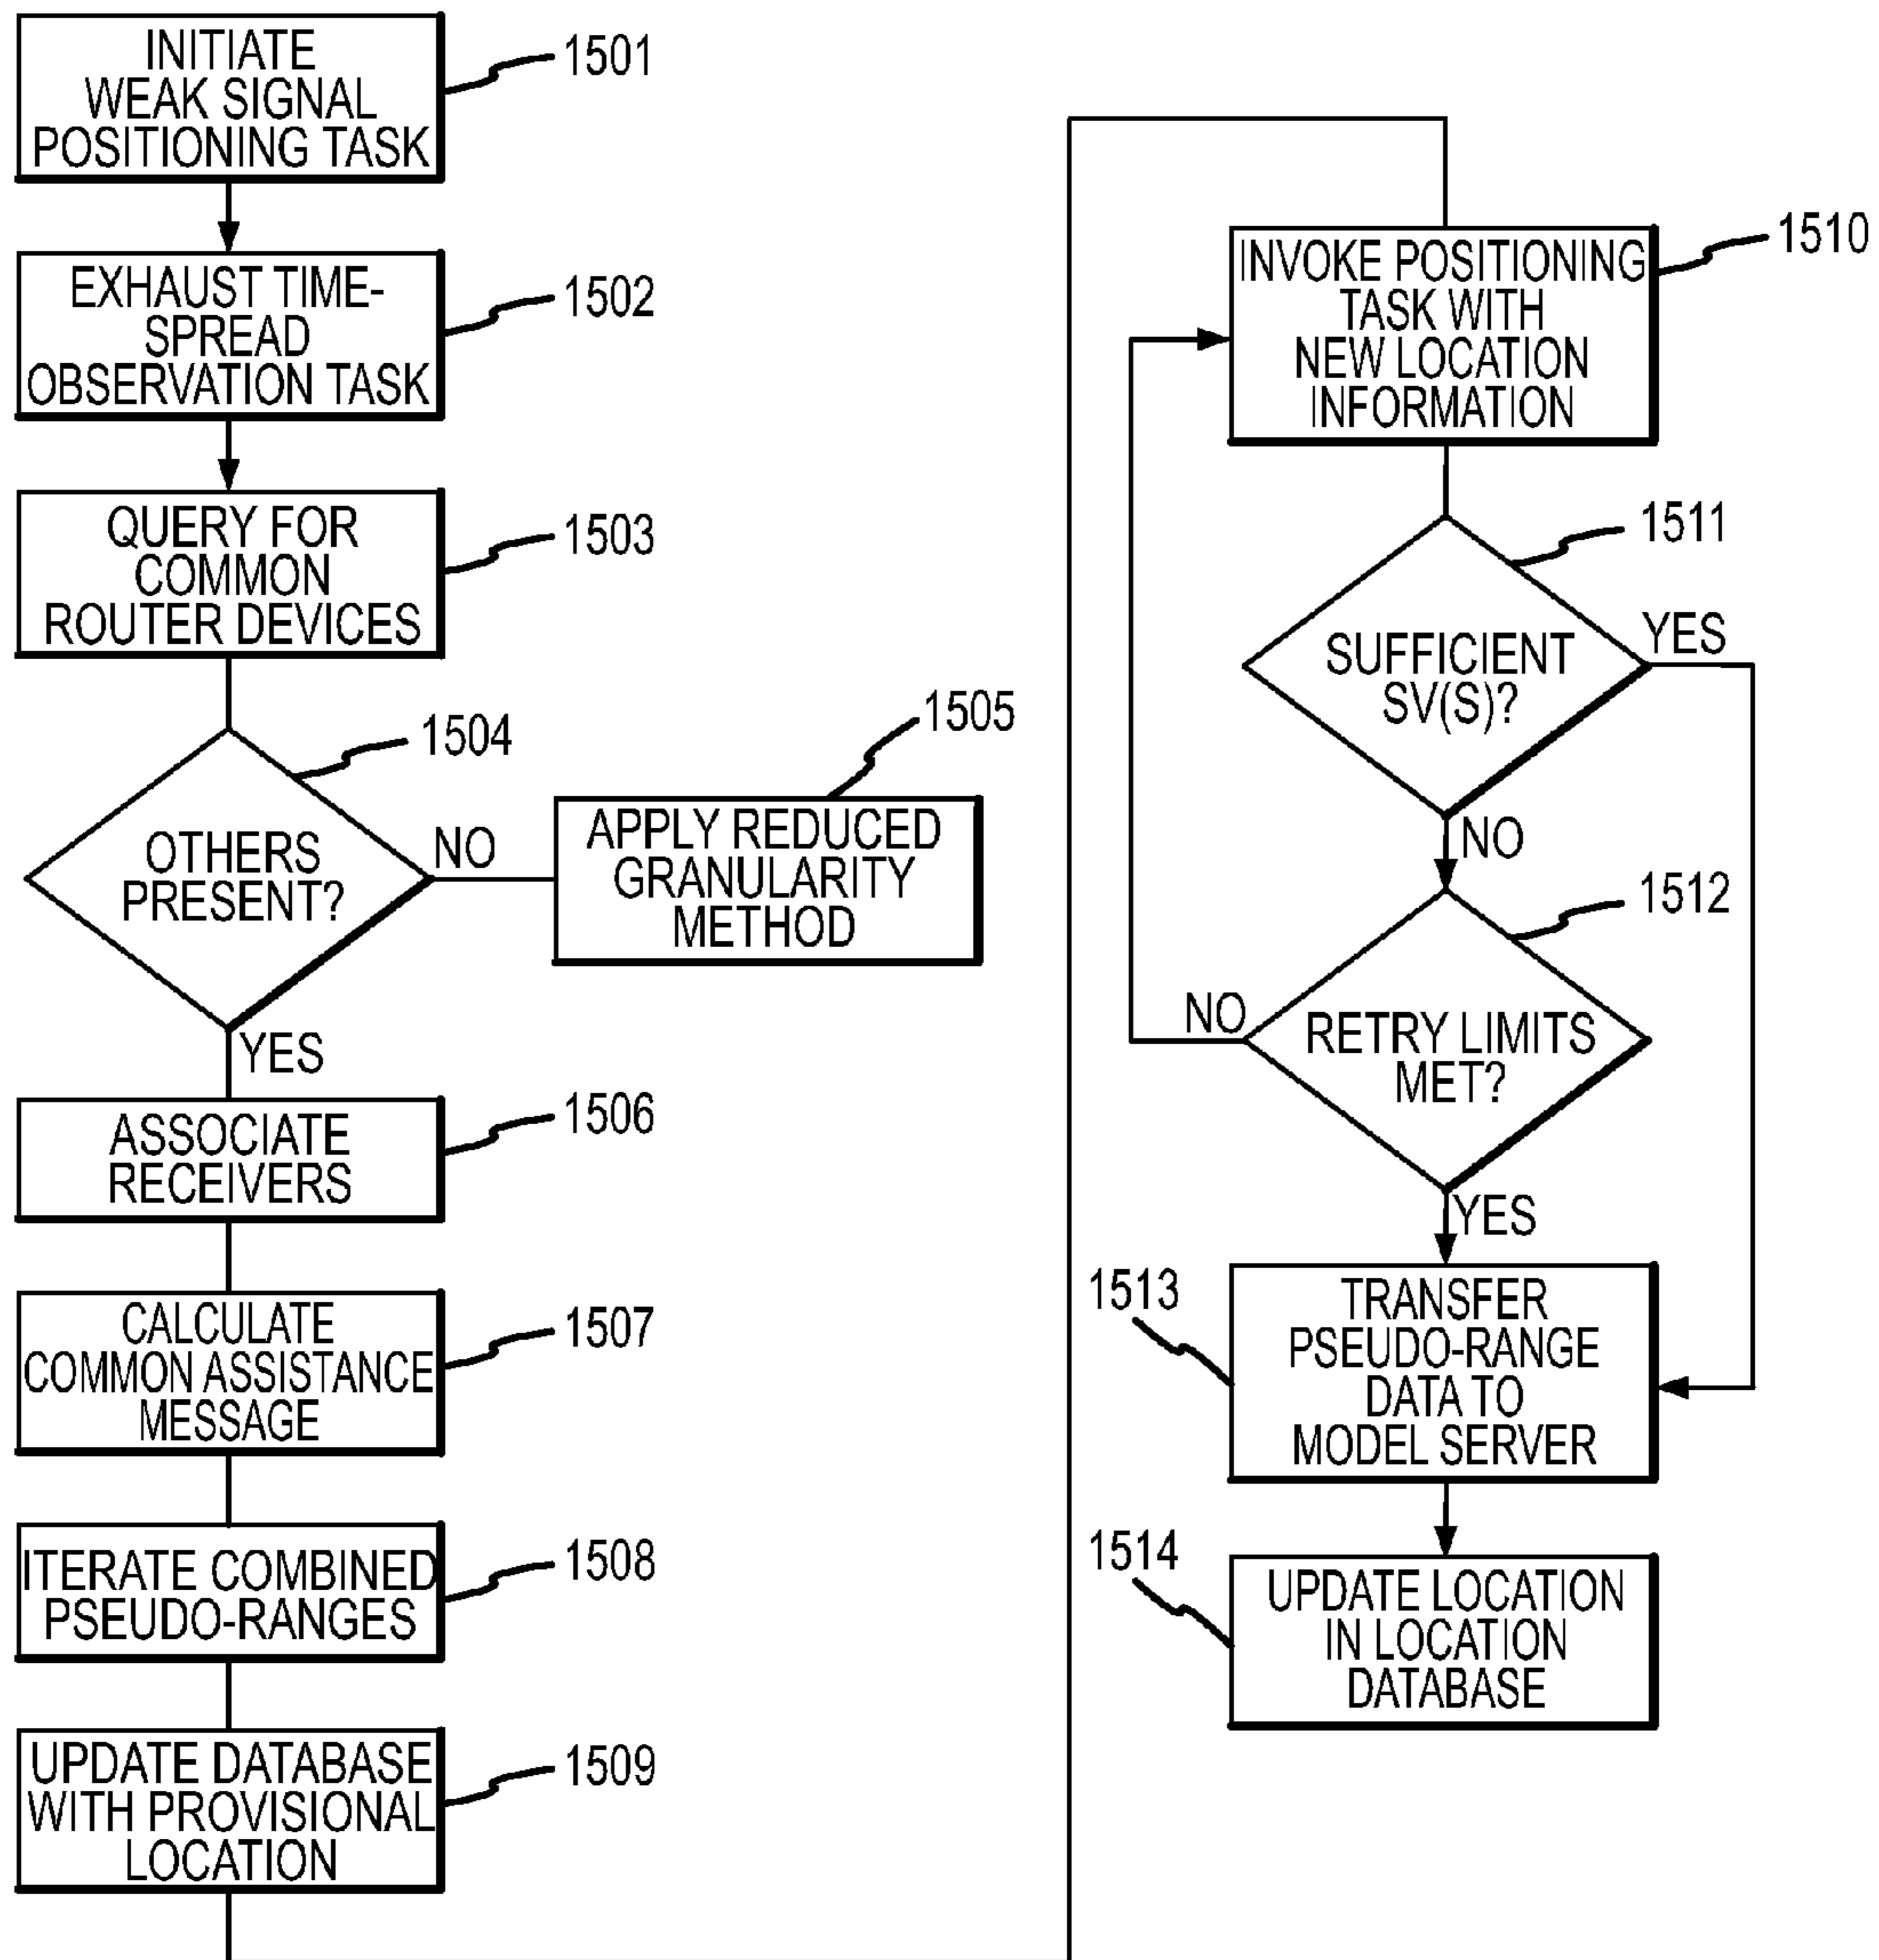 INITIATE
WEAK SIGNAL
POSITIONING TASK
1501
EXHAUST TIME-
SPREAD
OBSERVATION TASK
1502
QUERY FOR
COMMON
ROUTER DEVICES
1503
OTHERS
PRESENT?
1504
NO
YES
APPLY REDUCED
GRANULARITY
METHOD
1505
ASSOCIATE
RECEIVERS
1506
CALCULATE
COMMON ASSISTANCE
MESSAGE
1507
ITERATE COMBINED
PSEUDO-RANGES
1508
UPDATE DATABASE
WITH PROVISIONAL
LOCATION
1509
INVOKE POSITIONING
TASK WITH
NEW LOCATION
INFORMATION
1510
SUFFICIENT
SV(S)?
1511
YES
NO
RETRY LIMITS
MET?
1512
NO
YES
TRANSFER
PSEUDO-RANGE
DATA TO
MODEL SERVER
1513
UPDATE LOCATION
IN LOCATION
DATABASE
1514